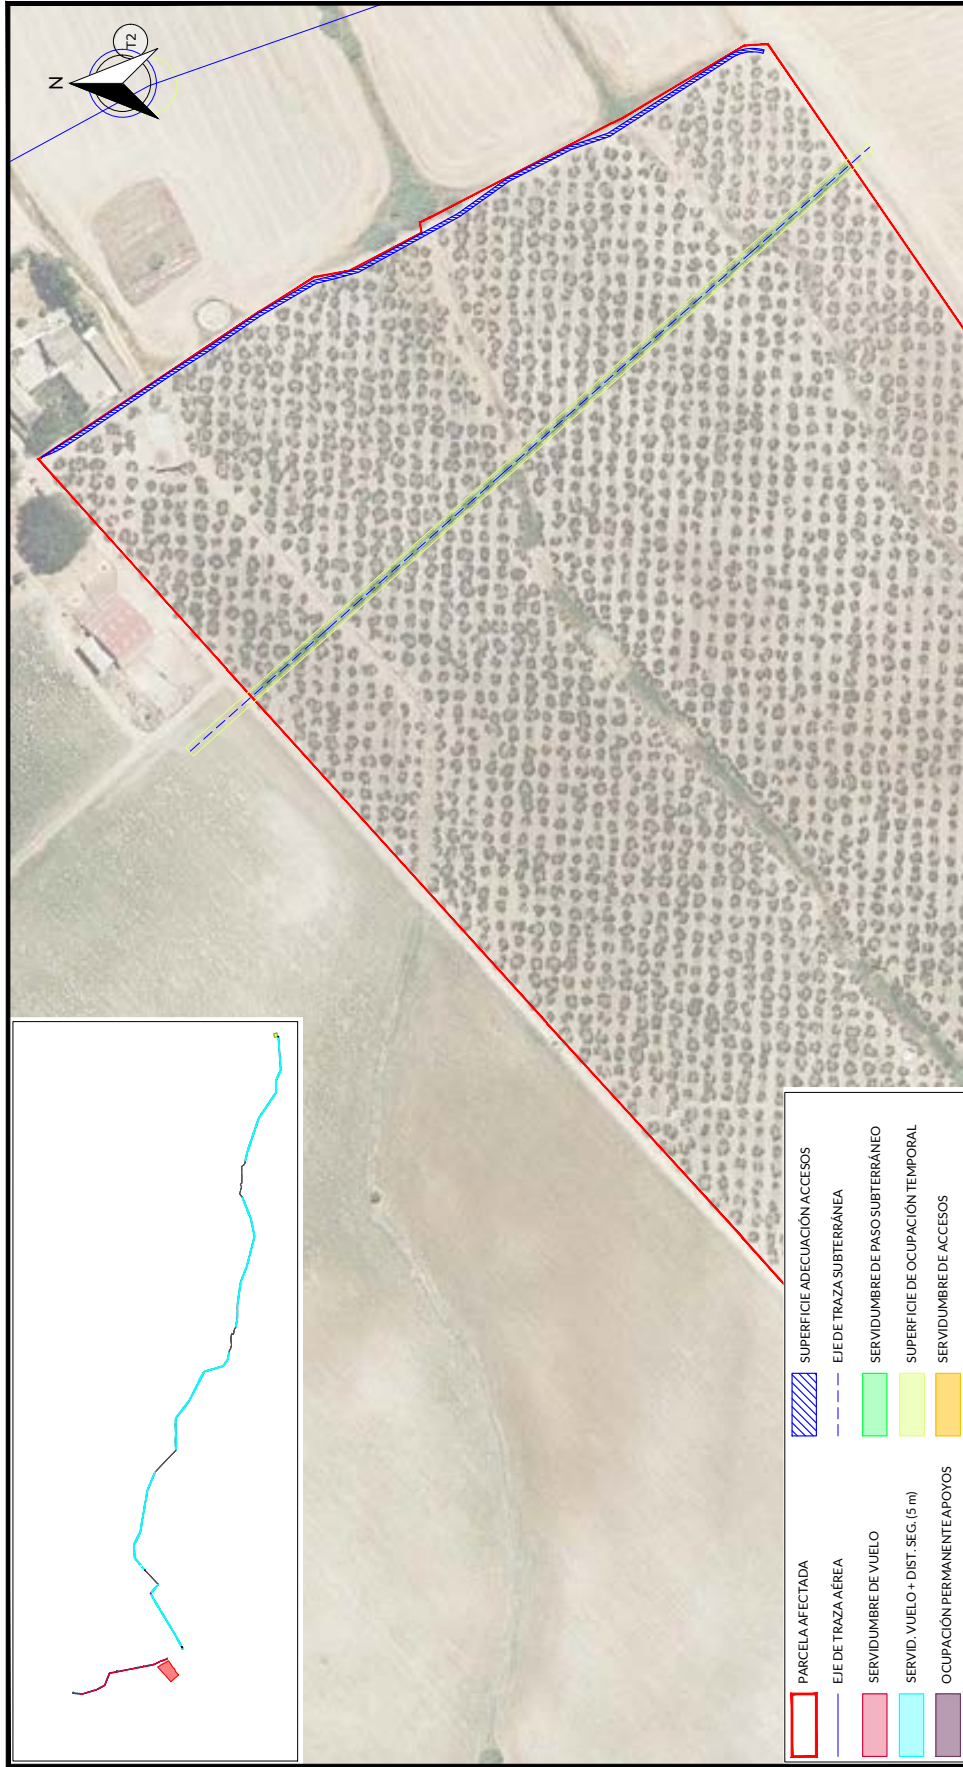 N
T2
PARCELA AFECTADA
EJE DE TRAZA AÉREA
SERVIDUMBRE DE VUELO
SERVID. VUELO + DIST. SEG. (5 m)
OCUPACIÓN PERMANENTE APOYOS
SUPERFICIE ADECUACIÓN ACCESOS
EJE DE TRAZA SUBTERRÁNEA
SERVIDUMBRE DE PASO SUBTERRÁNEO
SUPERFICIE DE OCUPACIÓN TEMPORAL
SERVIDUMBRE DE ACCESOS